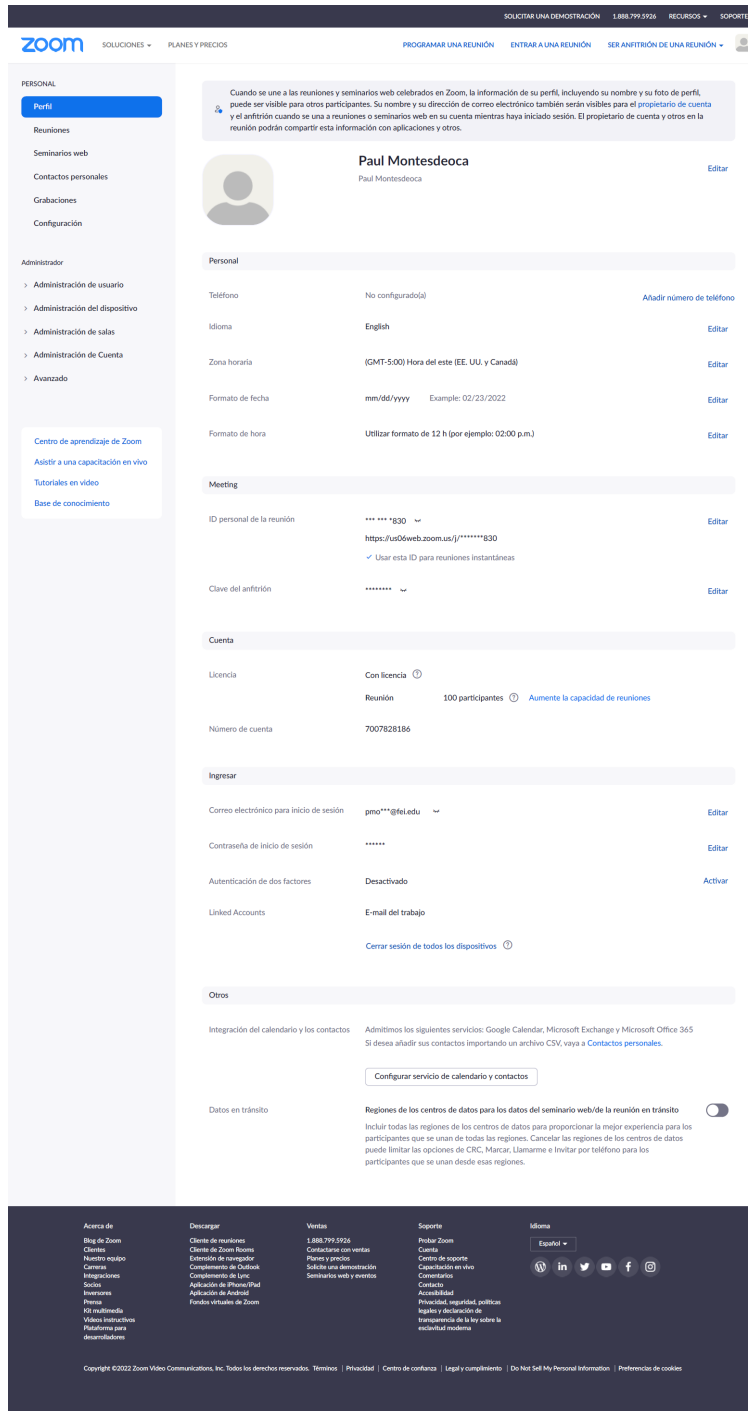 SOLICITAR UNA DEMOSTRACIÓN 1.888.799.5926 RECURSOS SOPORTE
zoom SOLUCIONES PLANES Y PRECIOS PROGRAMAR UNA REUNIÓN ENTRAR A UNA REUNIÓN SER ANFITRIÓN DE UNA REUNIÓN
PERSONAL
Perfil
Reuniones
Seminarios web
Contactos personales
Grabaciones
Configuración
Administrador
Administración de usuario
Administración del dispositivo
Administración de salas
Administración de Cuenta
Avanzado
Centro de aprendizaje de Zoom
Asistir a una capacitación en vivo
Tutoriales en video
Base de conocimiento
Cuando se une a las reuniones y seminarios web celebrados en Zoom, la información de su perfil, incluyendo su nombre y su foto de perfil,
puede ser visible para otros participantes. Su nombre y su dirección de correo electrónico también serán visibles para el propietario de cuenta
y el anfitrión cuando se una a reuniones o seminarios web en su cuenta mientras haya iniciado sesión. El propietario de cuenta y otros en la
reunión podrán compartir esta información con aplicaciones y otros.
Paul Montesdeoca
Editar
Paul Montesdeoca
Personal
Teléfono No configurado(a) Añadir número de teléfono
Idioma English Editar
Zona horaria (GMT-5:00) Hora del este (EE. UU. y Canadá) Editar
Formato de fecha mm/dd/yyyy Example: 02/23/2022 Editar
Formato de hora Utilizar formato de 12 h (por ejemplo: 02:00 p.m.) Editar
Meeting
ID personal de la reunión *** *** *830 Editar
https://us06web.zoom.us/j/*******830
Usar esta ID para reuniones instantáneas
Clave del anfitrión ******** Editar
Cuenta
Licencia Con licencia
Reunión 100 participantes Aumente la capacidad de reuniones
Número de cuenta 7007828186
Ingresar
Correo electrónico para inicio de sesión pmo***@fei.edu Editar
Contraseña de inicio de sesión ****** Editar
Autenticación de dos factores Desactivado Activar
Linked Accounts E-mail del trabajo
Cerrar sesión de todos los dispositivos
Otros
Integración del calendario y los contactos Admitimos los siguientes servicios: Google Calendar, Microsoft Exchange y Microsoft Office 365
Si desea añadir sus contactos importando un archivo CSV, vaya a Contactos personales.
Configurar servicio de calendario y contactos
Datos en tránsito Regiones de los centros de datos para los datos del seminario web/de la reunión en tránsito
Incluir todas las regiones de los centros de datos para proporcionar la mejor experiencia para los
participantes que se unan de todas las regiones. Cancelar las regiones de los centros de datos
puede limitar las opciones de CRC, Marcar, Llamarme e Invitar por teléfono para los
participantes que se unan desde esas regiones.
Acerca de
Blog de Zoom
Clientes
Nuestro equipo
Carreras
Integraciones
Socios
Inversores
Prensa
Kit multimedia
Videos instructivos
Plataforma para
desarrolladores
Descargar
Cliente de reuniones
Cliente de Zoom Rooms
Extensión de navegador
Complemento de Outlook
Complemento de Lync
Aplicación de iPhone/iPad
Aplicación de Android
Fondos virtuales de Zoom
Ventas
1.888.799.5926
Contactarse con ventas
Planes y precios
Solicite una demostración
Seminarios web y eventos
Soporte
Probar Zoom
Cuenta
Centro de soporte
Capacitación en vivo
Comentarios
Contacto
Accesibilidad
Privacidad, seguridad, políticas
legales y declaración de
transparencia de la ley sobre la
esclavitud moderna
Idioma
Español
Copyright ©2022 Zoom Video Communications, Inc. Todos los derechos reservados. Términos | Privacidad | Centro de confianza | Legal y cumplimiento | Do Not Sell My Personal Information | Preferencias de cookies